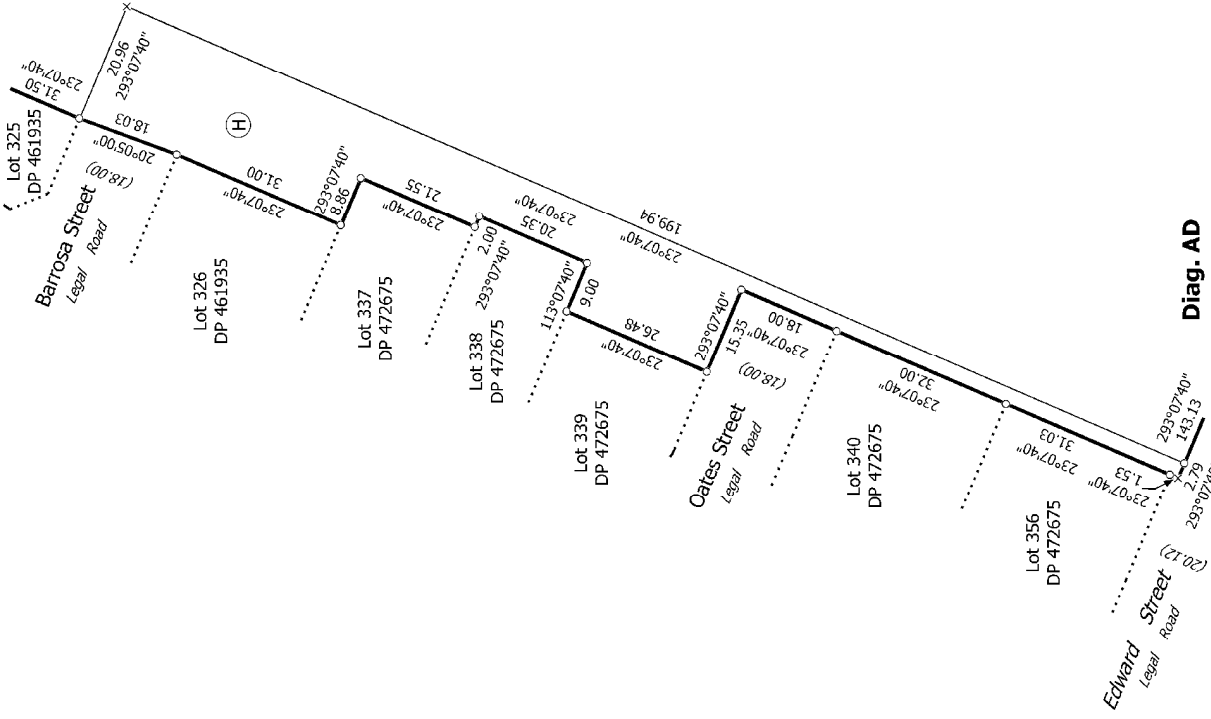 20.96
293°07'40"
23°07'40"
31.50
Lot 325
DP 461935
18.03
20°05'00"
(18.00)
Barrosa Street
Legal Road
H
31.00
23°07'40"
Lot 326
DP 461935
293°07'40"
8.86
21.55
23°07'40"
Lot 337
DP 472675
2.00
293°07'40"
20.35
23°07'40"
Lot 338
DP 472675
113°07'40"
9.00
199.94
23°07'40"
26.48
23°07'40"
Lot 339
DP 472675
293°07'40"
15.35
18.00
23°07'40"
(18.00)
Oates Street
Legal Road
32.00
23°07'40"
Lot 340
DP 472675
31.03
23°07'40"
1.53
23°07'40"
Lot 356
DP 472675
293°07'40"
143.13
2.79
293°07'40
(20.12)
Edward Street
Legal Road
Diag. AD